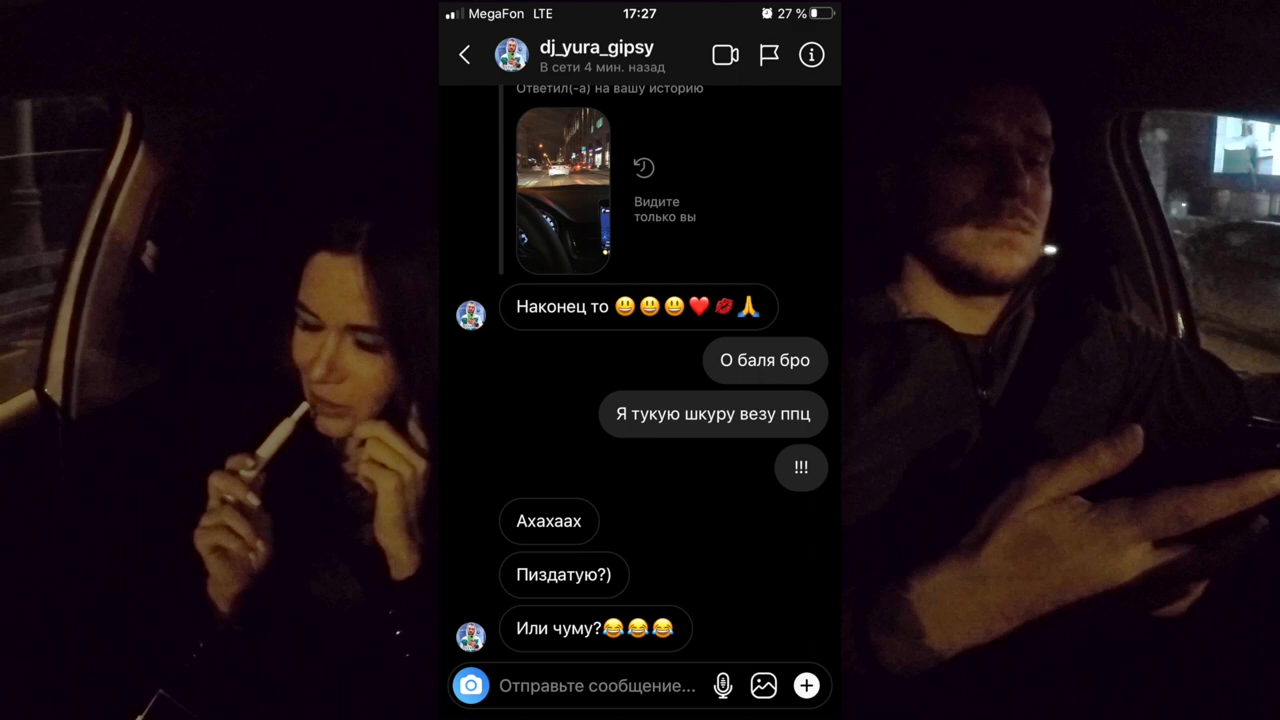 MegaFon LTE 17:27 27 %
dj_yura_gipsy
В сети 4 мин. назад
Ответил(-а) на вашу историю
Видите
только вы
Наконец то 😃😃😃❤️💋🙏
О баля бро
Я тукую шкуру везу ппц
!!!
Ахахаах
Пиздатую?)
Или чуму?😂😂😂
Отправьте сообщение...